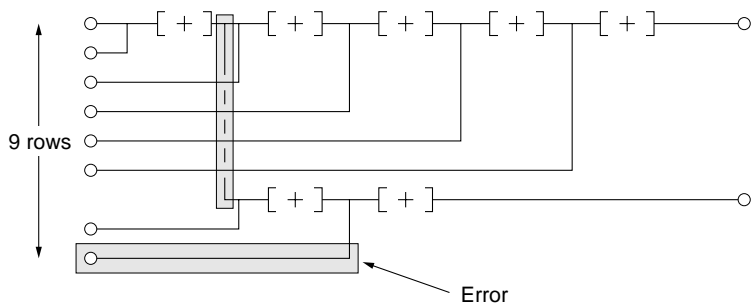 [ + ] [ + ] [ + ] [ + ] [ + ]
9 rows
[ + ] [ + ]
Error